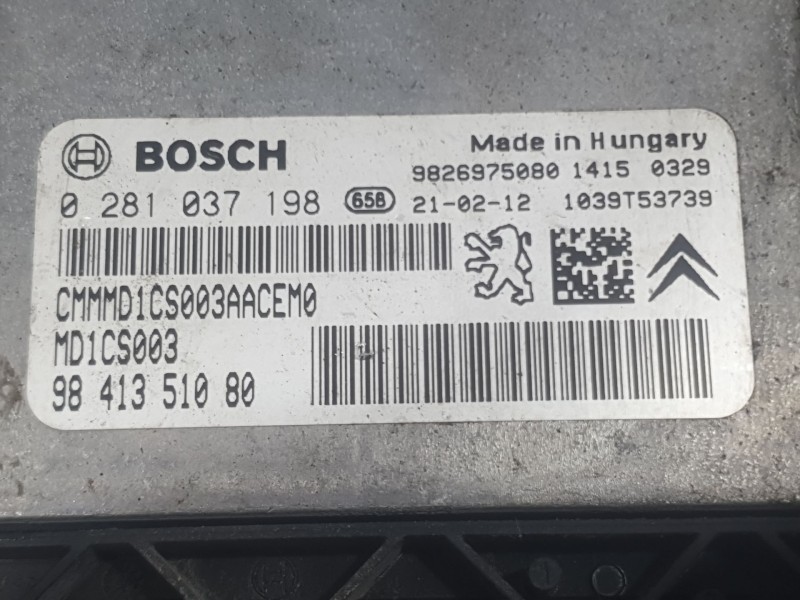 BOSCH
Made in Hungary
9826975080 1415 0329
0 281 037 198 65B 21-02-12 1039T53739
CMMMD1CS003AACEM0
MD1CS003
98 413 510 80